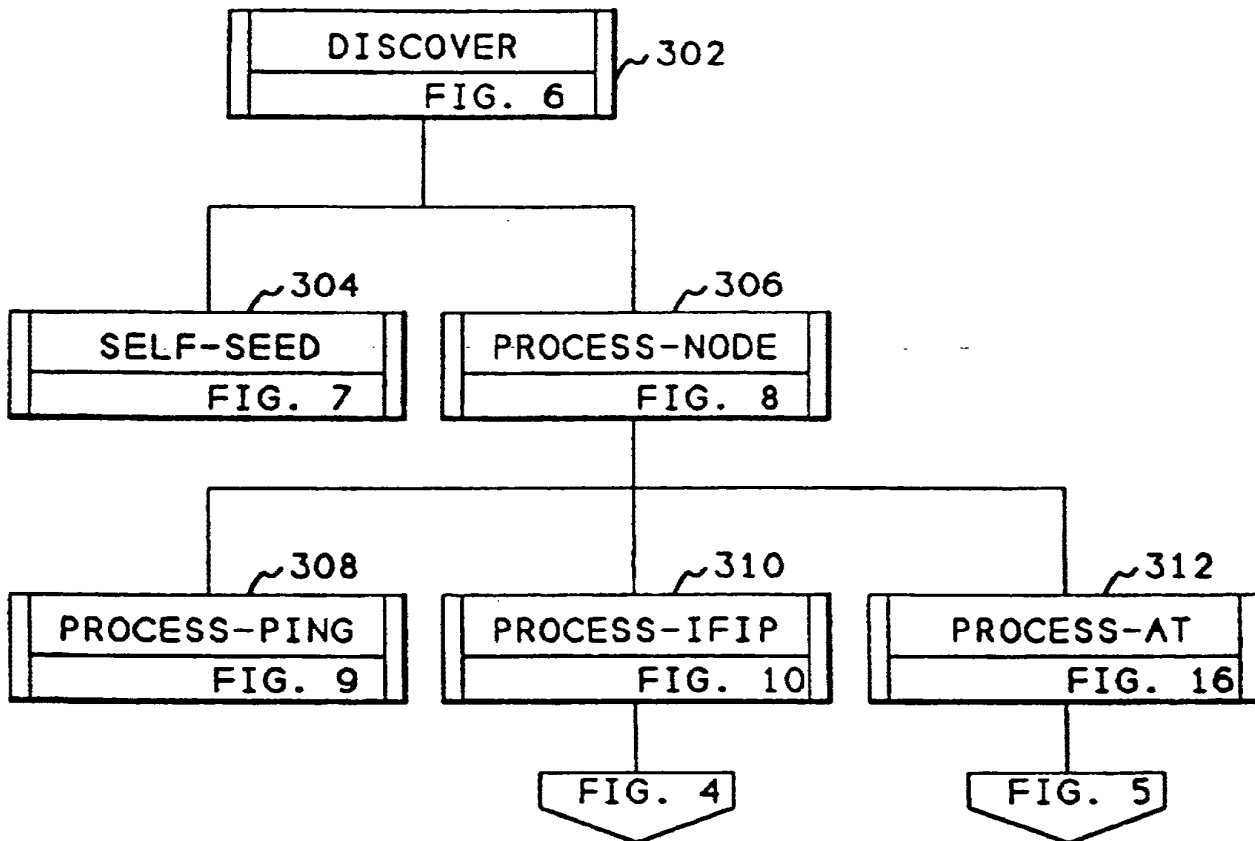 DISCOVER
302
FIG. 6
304
306
SELF-SEED
PROCESS-NODE
FIG. 7
FIG. 8
308
310
312
PROCESS-PING
PROCESS-IFIP
PROCESS-AT
FIG. 9
FIG. 10
FIG. 16
FIG. 4
FIG. 5